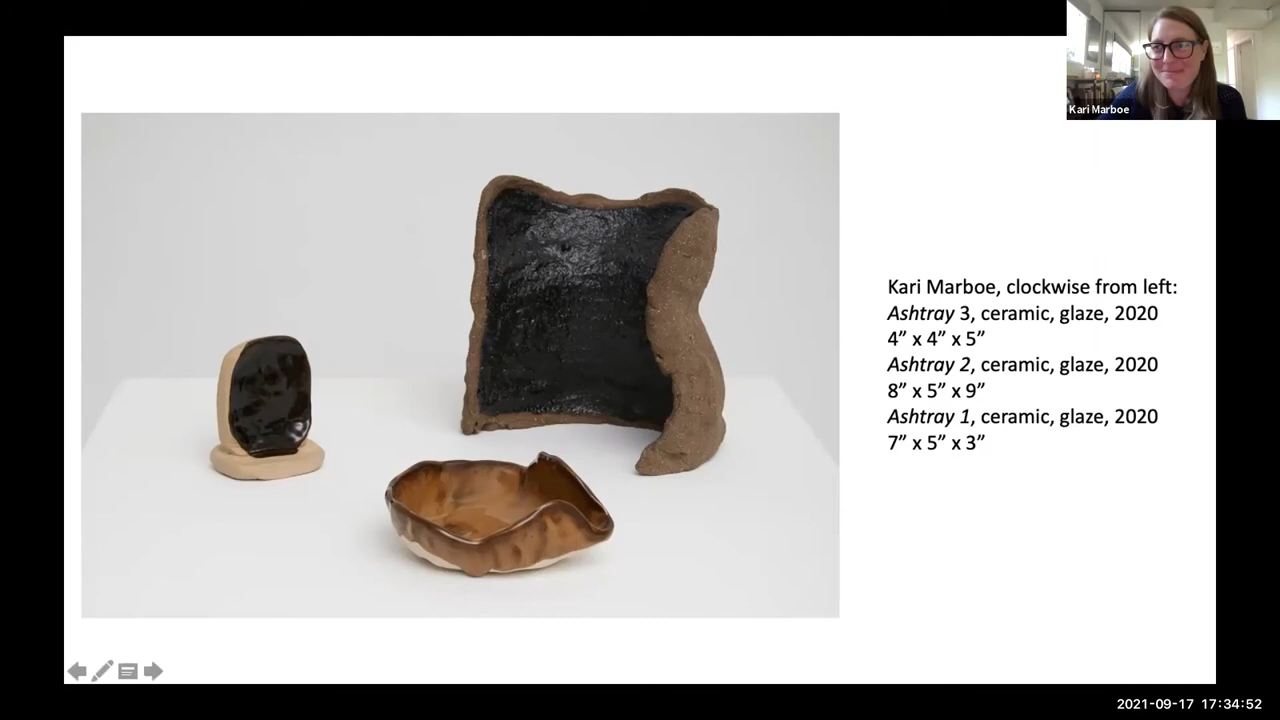 Kari Marboe
Kari Marboe, clockwise from left:
Ashtray 3, ceramic, glaze, 2020
4” x 4” x 5”
Ashtray 2, ceramic, glaze, 2020
8” x 5” x 9”
Ashtray 1, ceramic, glaze, 2020
7” x 5” x 3”
2021-09-17 17:34:52